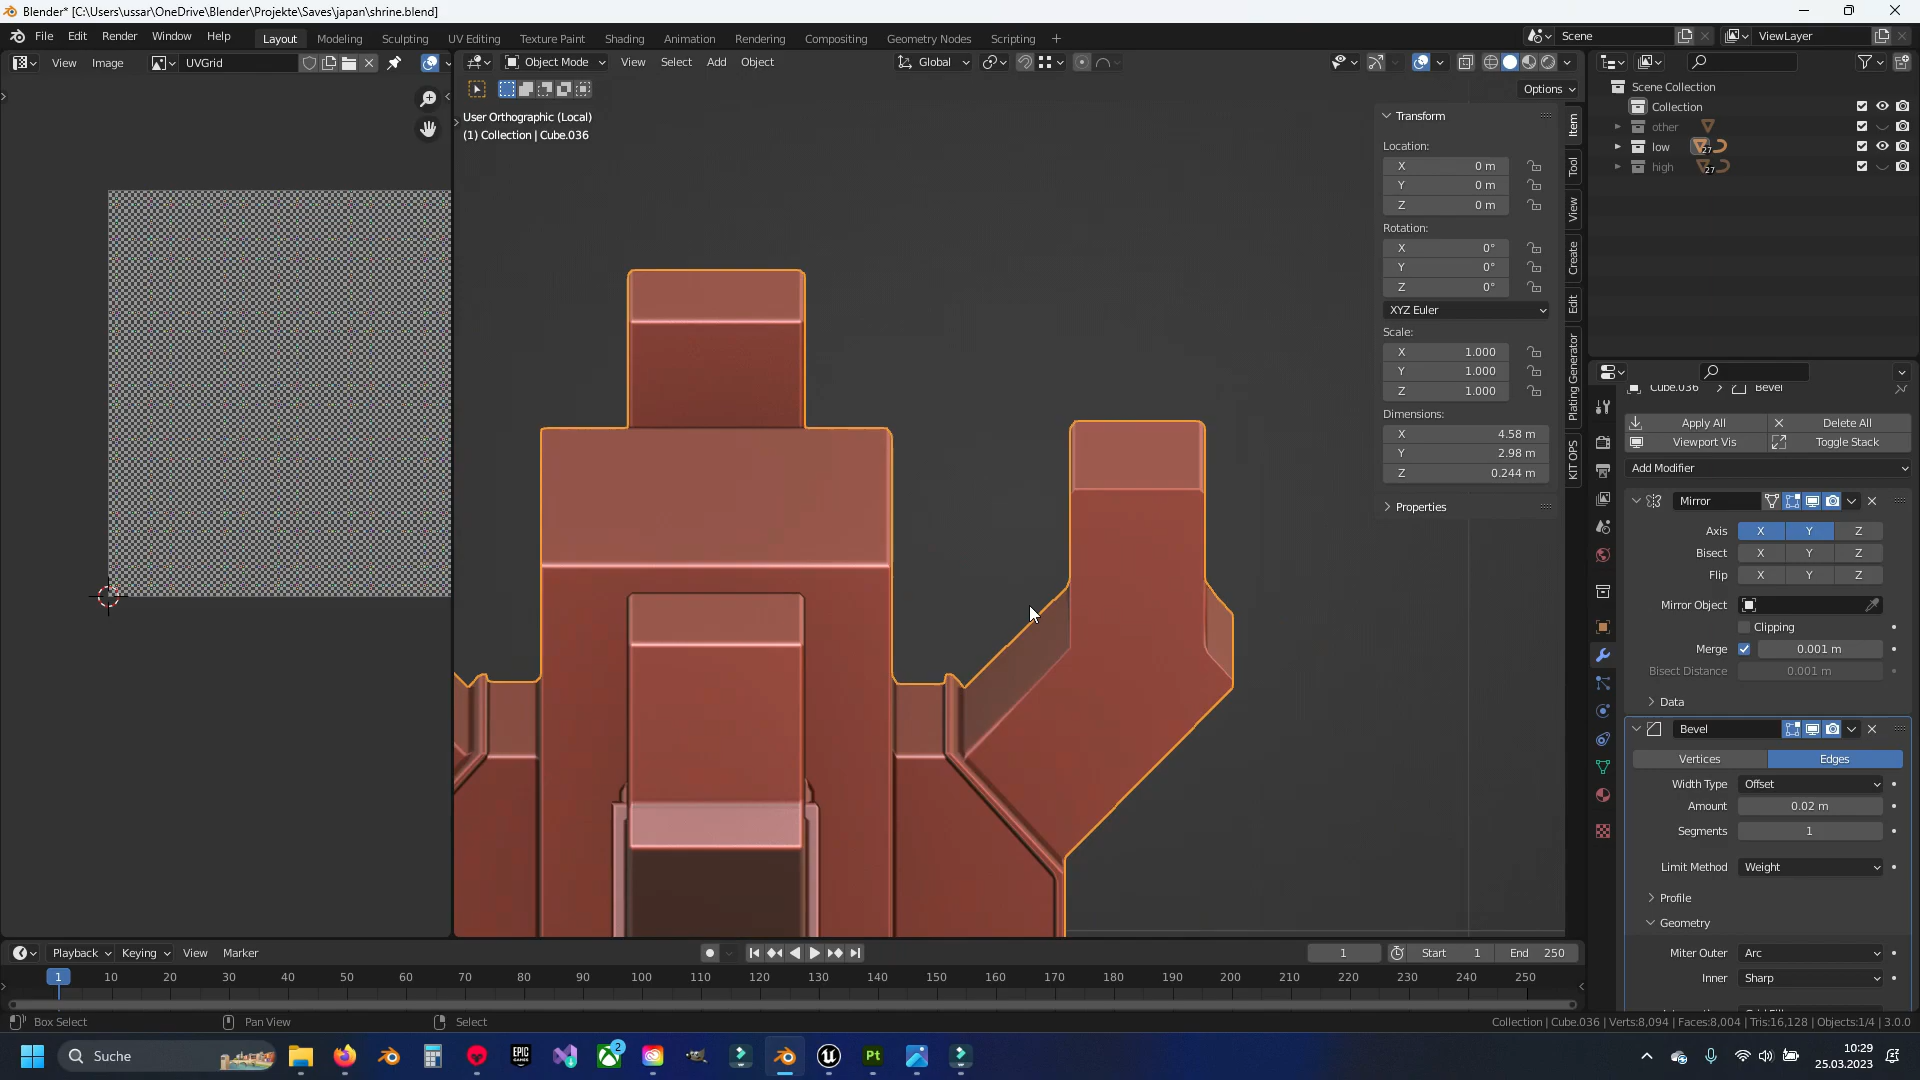 Blender* [C:\Users\ussar\OneDrive\Blender\Projekte\Saves\japan\shrine.blend]
File Edit Render Window Help
Layout Modeling Sculpting UV Editing Texture Paint Shading Animation Rendering Compositing Geometry Nodes Scripting
Scene
ViewLayer
View Image
UVGrid
Object Mode View Select Add Object
Global
Options
User Orthographic (Local)
(1) Collection | Cube.036
Transform
Location:
X 0 m
Y 0 m
Z 0 m
Rotation:
X 0°
Y 0°
Z 0°
XYZ Euler
Scale:
X 1.000
Y 1.000
Z 1.000
Dimensions:
X 4.58 m
Y 2.98 m
Z 0.244 m
Properties
Item
Tool
View
Create
Edit
Plating Generator
KIT OPS
Scene Collection
Collection
other
low 27
high 27
Cube.036 Bevel
Apply All Delete All
Viewport Vis Toggle Stack
Add Modifier
Mirror
Axis X Y Z
Bisect X Y Z
Flip X Y Z
Mirror Object
Clipping
Merge 0.001 m
Bisect Distance 0.001 m
Data
Bevel
Vertices Edges
Width Type Offset
Amount 0.02 m
Segments 1
Limit Method Weight
Profile
Geometry
Miter Outer Arc
Inner Sharp
Playback Keying View Marker
1 Start 1 End 250
1 10 20 30 40 50 60 70 80 90 100 110 120 130 140 150 160 170 180 190 200 210 220 230 240 250
Box Select Pan View Select
Collection | Cube.036 | Verts:8,094 | Faces:8,004 | Tris:16,128 | Objects:1/4 | 3.0.0
Suche
EPIC GAMES
2
Pt
10:29
25.03.2023